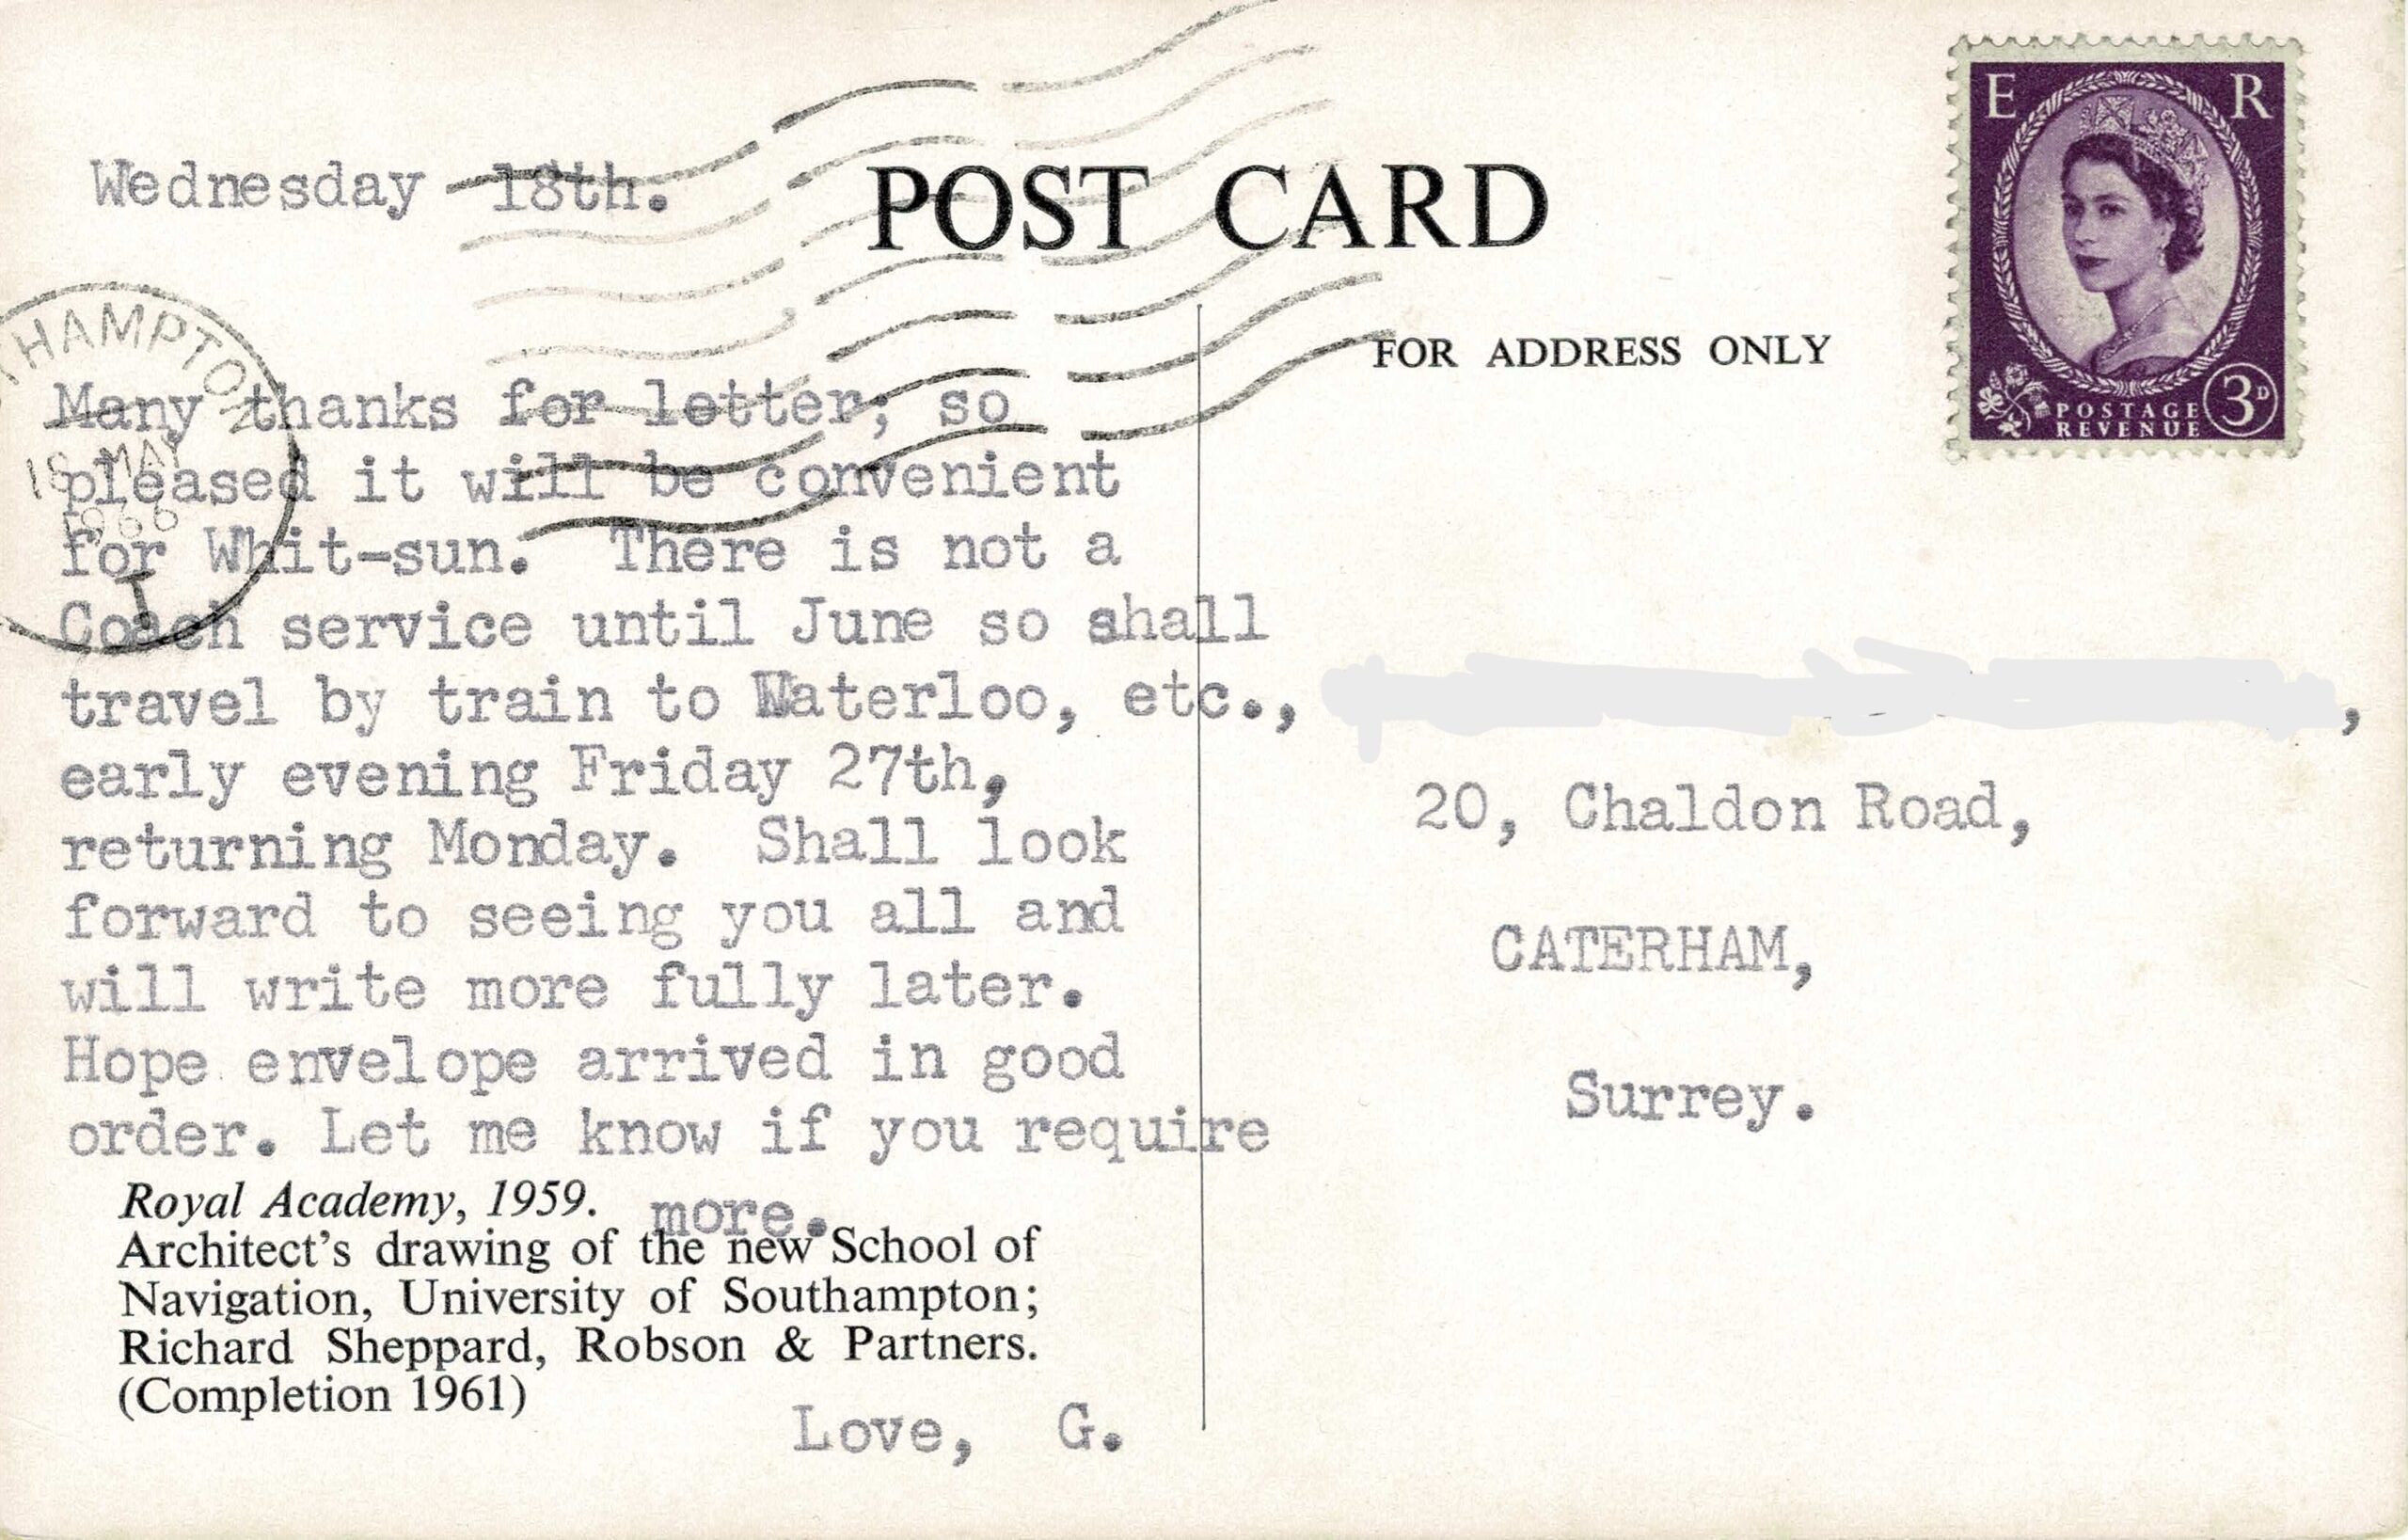 Wednesday 18th.
POST CARD
E R
POSTAGE
REVENUE
3D
HAMPTON
18 MAY
1966
FOR ADDRESS ONLY
Many thanks for letter; so
pleased it will be convenient
for Whit-sun. There is not a
Coach service until June so shall
travel by train to Waterloo, etc.,
early evening Friday 27th,
returning Monday. Shall look
forward to seeing you all and
will write more fully later.
Hope envelope arrived in good
order. Let me know if you require
more.
Royal Academy, 1959.
Architect's drawing of the new School of
Navigation, University of Southampton;
Richard Sheppard, Robson & Partners.
(Completion 1961)
Love, G.
,
20, Chaldon Road,
CATERHAM,
Surrey.